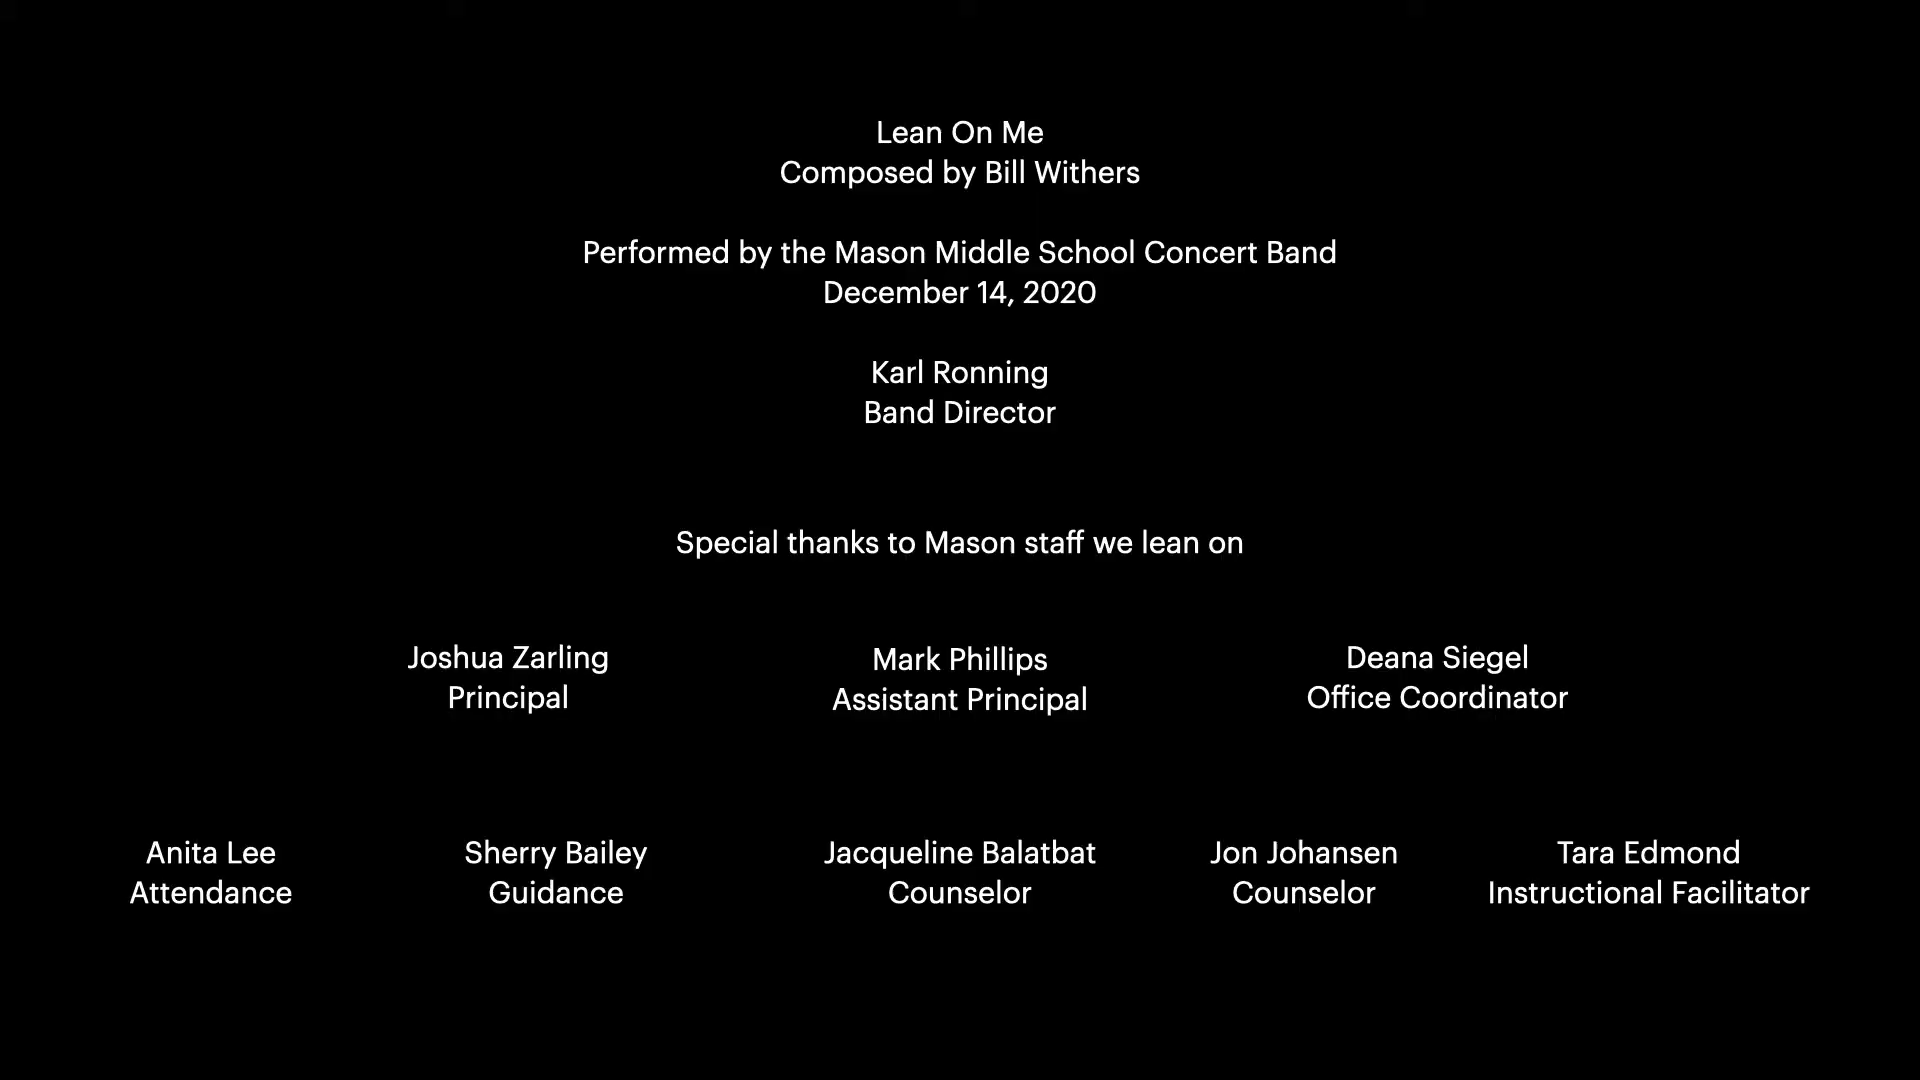 Lean On Me
Composed by Bill Withers
Performed by the Mason Middle School Concert Band
December 14, 2020
Karl Ronning
Band Director
Special thanks to Mason staff we lean on
Joshua Zarling
Principal
Mark Phillips
Assistant Principal
Deana Siegel
Office Coordinator
Anita Lee
Attendance
Sherry Bailey
Guidance
Jacqueline Balatbat
Counselor
Jon Johansen
Counselor
Tara Edmond
Instructional Facilitator